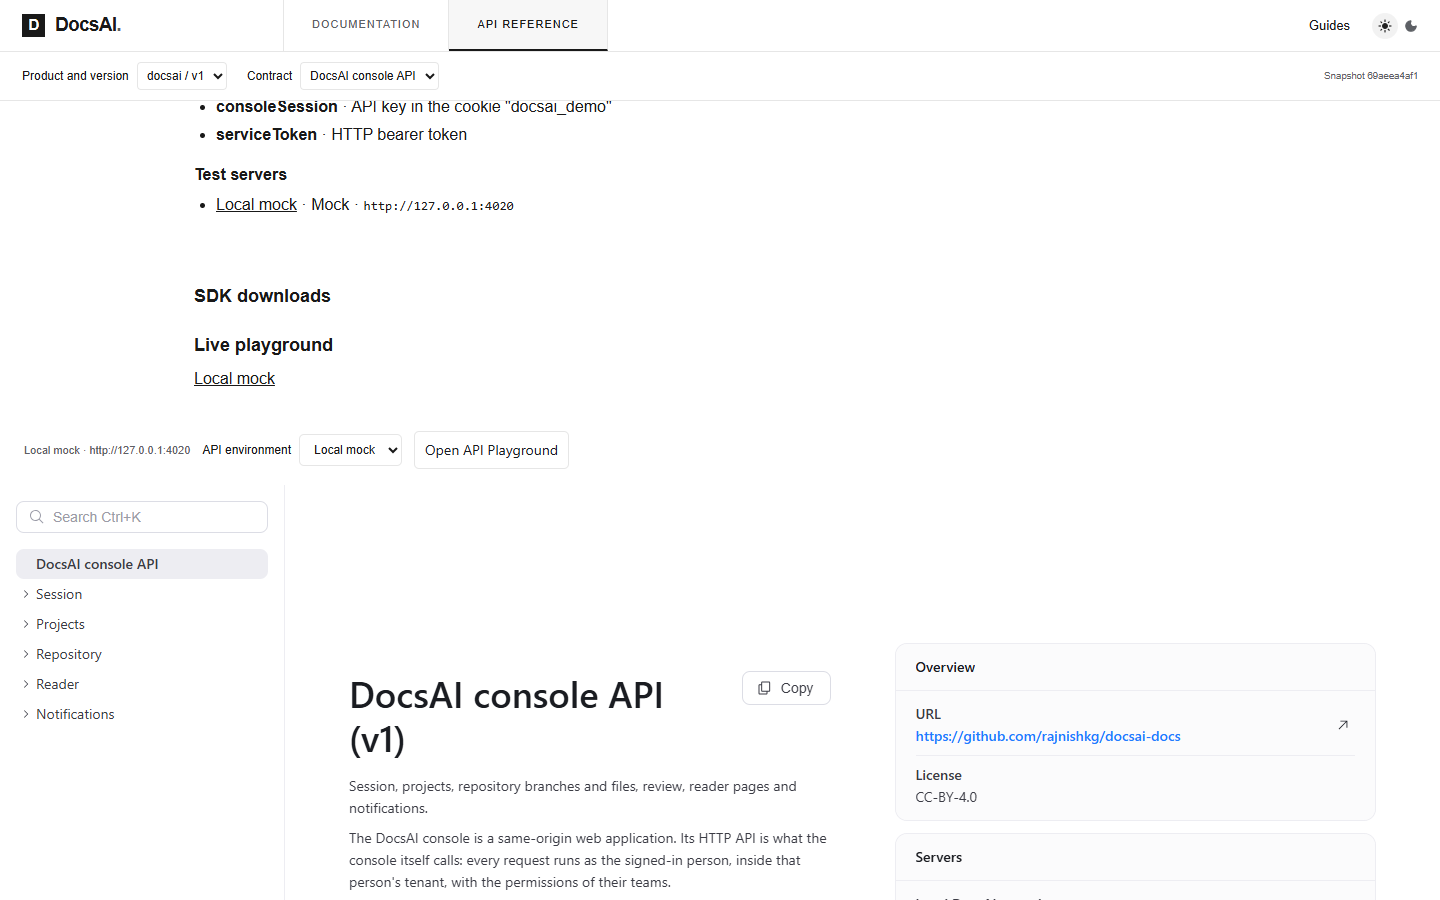 D DocsAI.
DOCUMENTATION
API REFERENCE
Guides
Product and version docsai / v1 Contract DocsAI console API
Snapshot 69aeea4af1
• consoleSession · API key in the cookie "docsai_demo"
• serviceToken · HTTP bearer token
Test servers
• Local mock · Mock · http://127.0.0.1:4020
SDK downloads
Live playground
Local mock
Local mock · http://127.0.0.1:4020 API environment Local mock Open API Playground
Search Ctrl+K
DocsAI console API
Session
Projects
Repository
Reader
Notifications
DocsAI console API
(v1)
Copy
Session, projects, repository branches and files, review, reader pages and
notifications.
The DocsAI console is a same-origin web application. Its HTTP API is what the
console itself calls: every request runs as the signed-in person, inside that
person's tenant, with the permissions of their teams.
Overview
URL
https://github.com/rajnishkg/docsai-docs
License
CC-BY-4.0
Servers